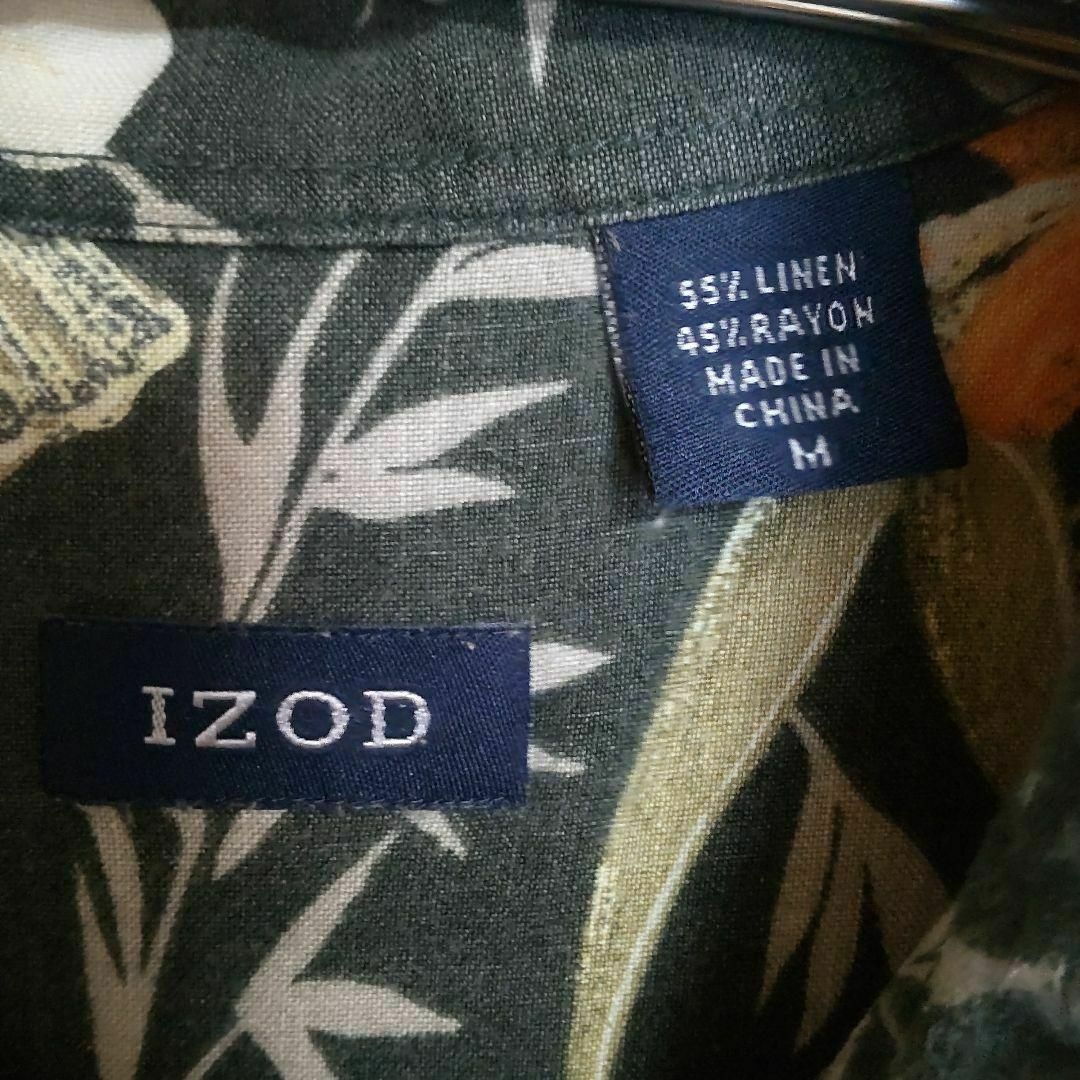 55% LINEN
45% RAYON
MADE IN
CHINA
M
IZOD